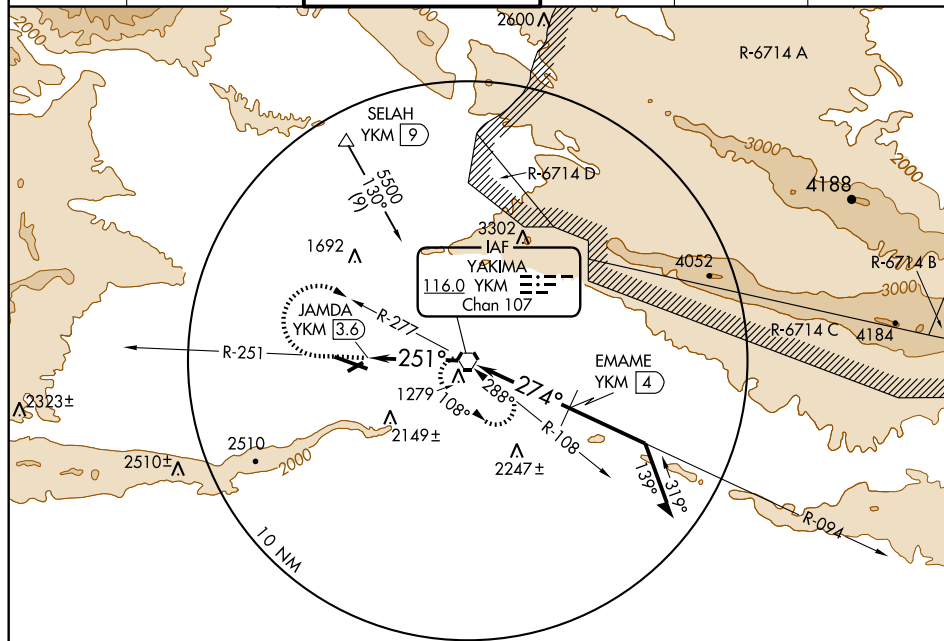 2600
R-6714 A
2000
SELAH
YKM 9
3000
2000
5500
130°
(9)
R-6714 D
4188
3302
1692
IAF
YAKIMA
116.0 YKM
Chan 107
4052
R-6714 B
3000
JAMDA
YKM 3.6
R-277
R-6714 C
4184
R-251
251°
EMAME
YKM 4
274°
1279
288°
108°
R-108
2323±
2149±
2510
2000
2510±
2247±
139°
319°
R-094
10 NM